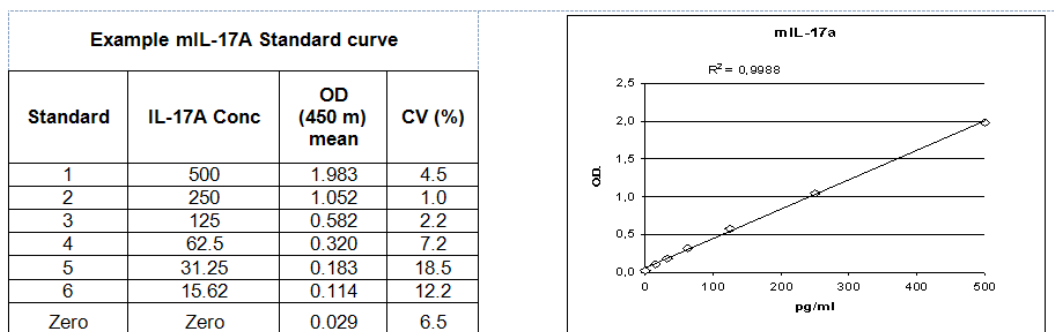 Example mIL-17A Standard curve
Standard IL-17A Conc OD (450 m) mean CV (%)
1 500 1.983 4.5
2 250 1.052 1.0
3 125 0.582 2.2
4 62.5 0.320 7.2
5 31.25 0.183 18.5
6 15.62 0.114 12.2
Zero Zero 0.029 6.5
mIL-17a
R² = 0,9988
2,5
2,0
1,5
1,0
0,5
0,0
O.D.
0 100 200 300 400 500
pg/ml